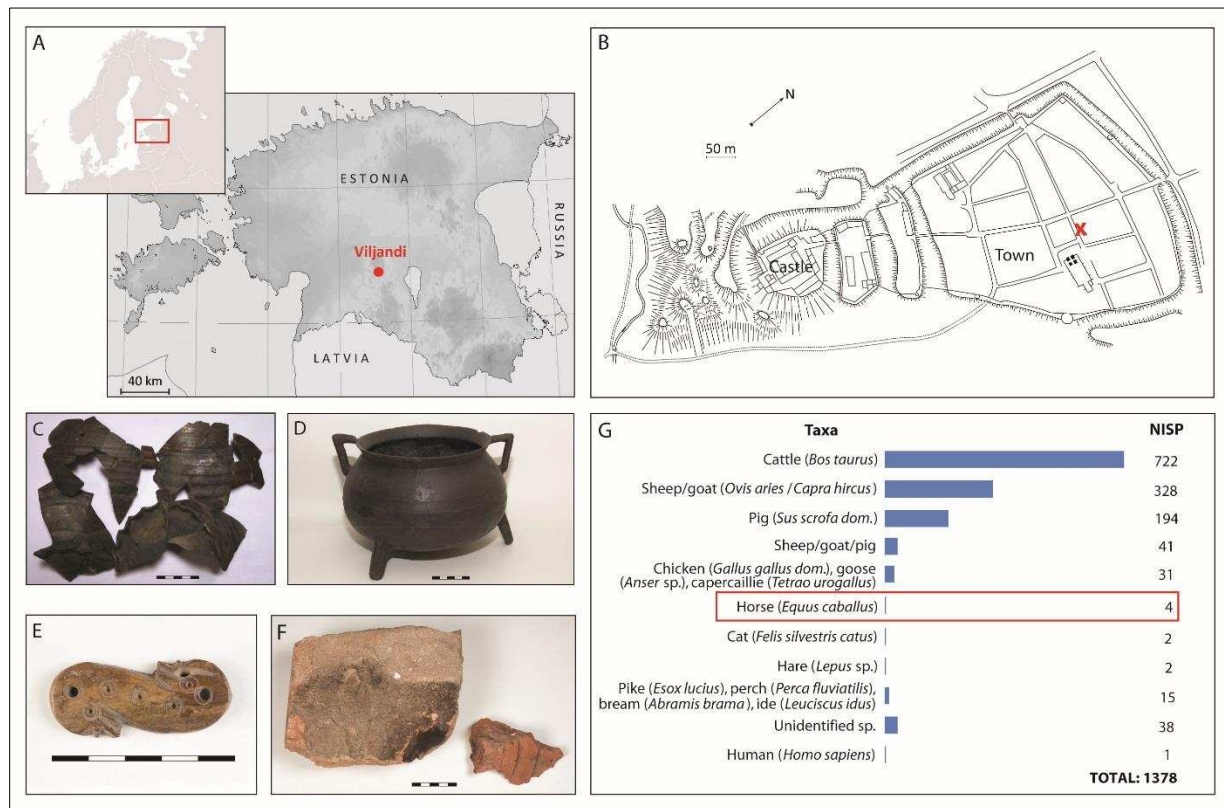 A
ESTONIA
RUSSIA
Viljandi
LATVIA
40 km
B
N
50 m
Castle
Town
X
C
D
E
F
G
Taxa NISP
Cattle (Bos taurus) 722
Sheep/goat (Ovis aries / Capra hircus) 328
Pig (Sus scrofa dom.) 194
Sheep/goat/pig 41
Chicken (Gallus gallus dom.), goose
(Anser sp.), capercaillie (Tetrao urogallus) 31
Horse (Equus caballus) 4
Cat (Felis silvestris catus) 2
Hare (Lepus sp.) 2
Pike (Esox lucius), perch (Perca fluviatilis),
bream (Abramis brama), ide (Leuciscus idus) 15
Unidentified sp. 38
Human (Homo sapiens) 1
TOTAL: 1378